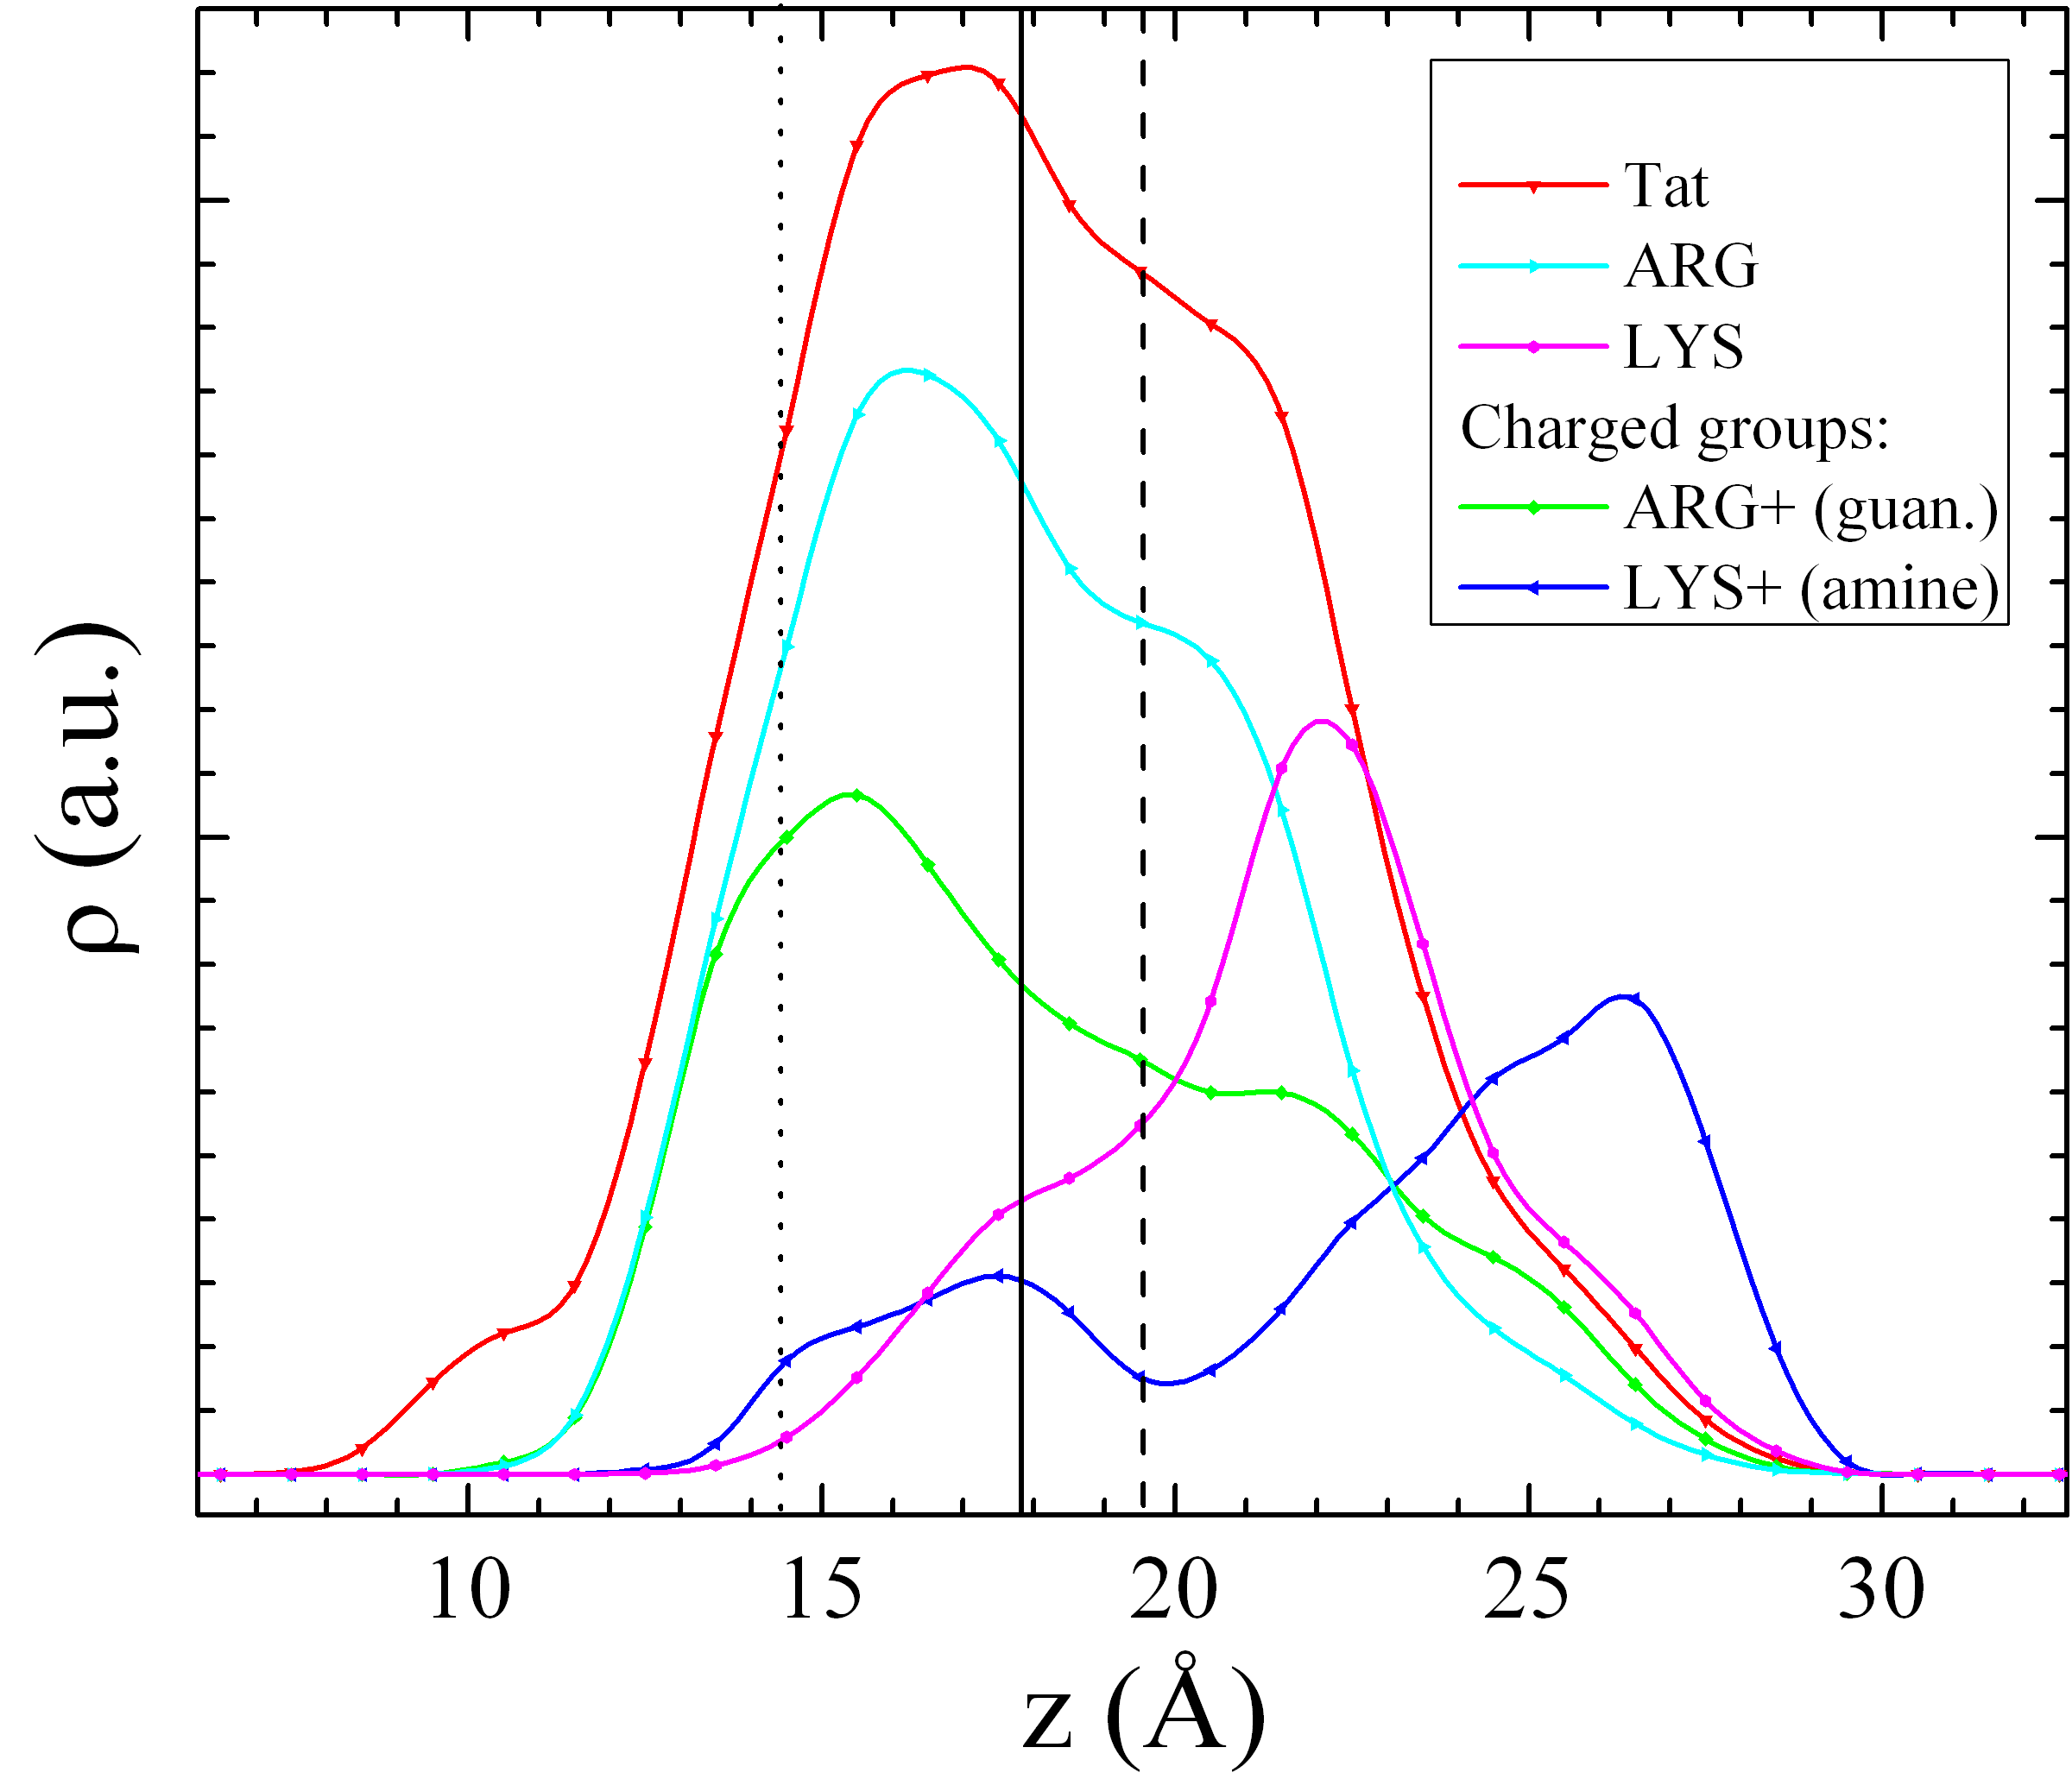 Tat
ARG
LYS
Charged groups:
ARG+ (guan.)
LYS+ (amine)
ρ (a.u.)
10 15 20 25 30
z (Å)